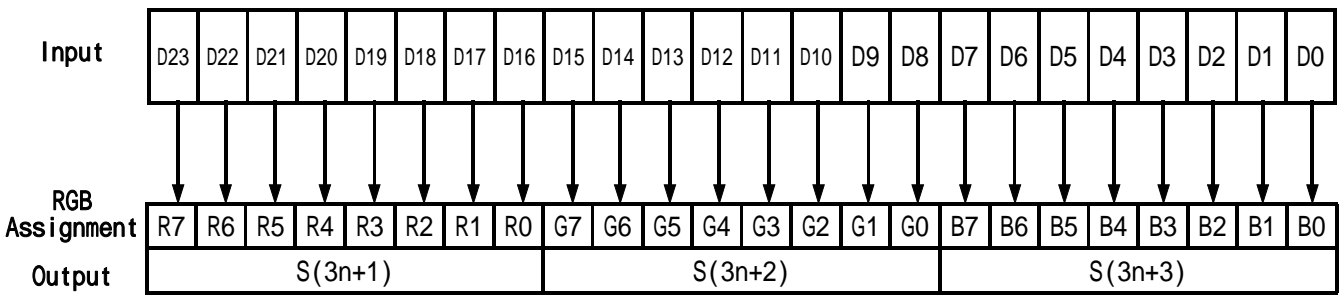 Input D23 D22 D21 D20 D19 D18 D17 D16 D15 D14 D13 D12 D11 D10 D9 D8 D7 D6 D5 D4 D3 D2 D1 D0
RGB
Assignment R7 R6 R5 R4 R3 R2 R1 R0 G7 G6 G5 G4 G3 G2 G1 G0 B7 B6 B5 B4 B3 B2 B1 B0
Output S(3n+1) S(3n+2) S(3n+3)